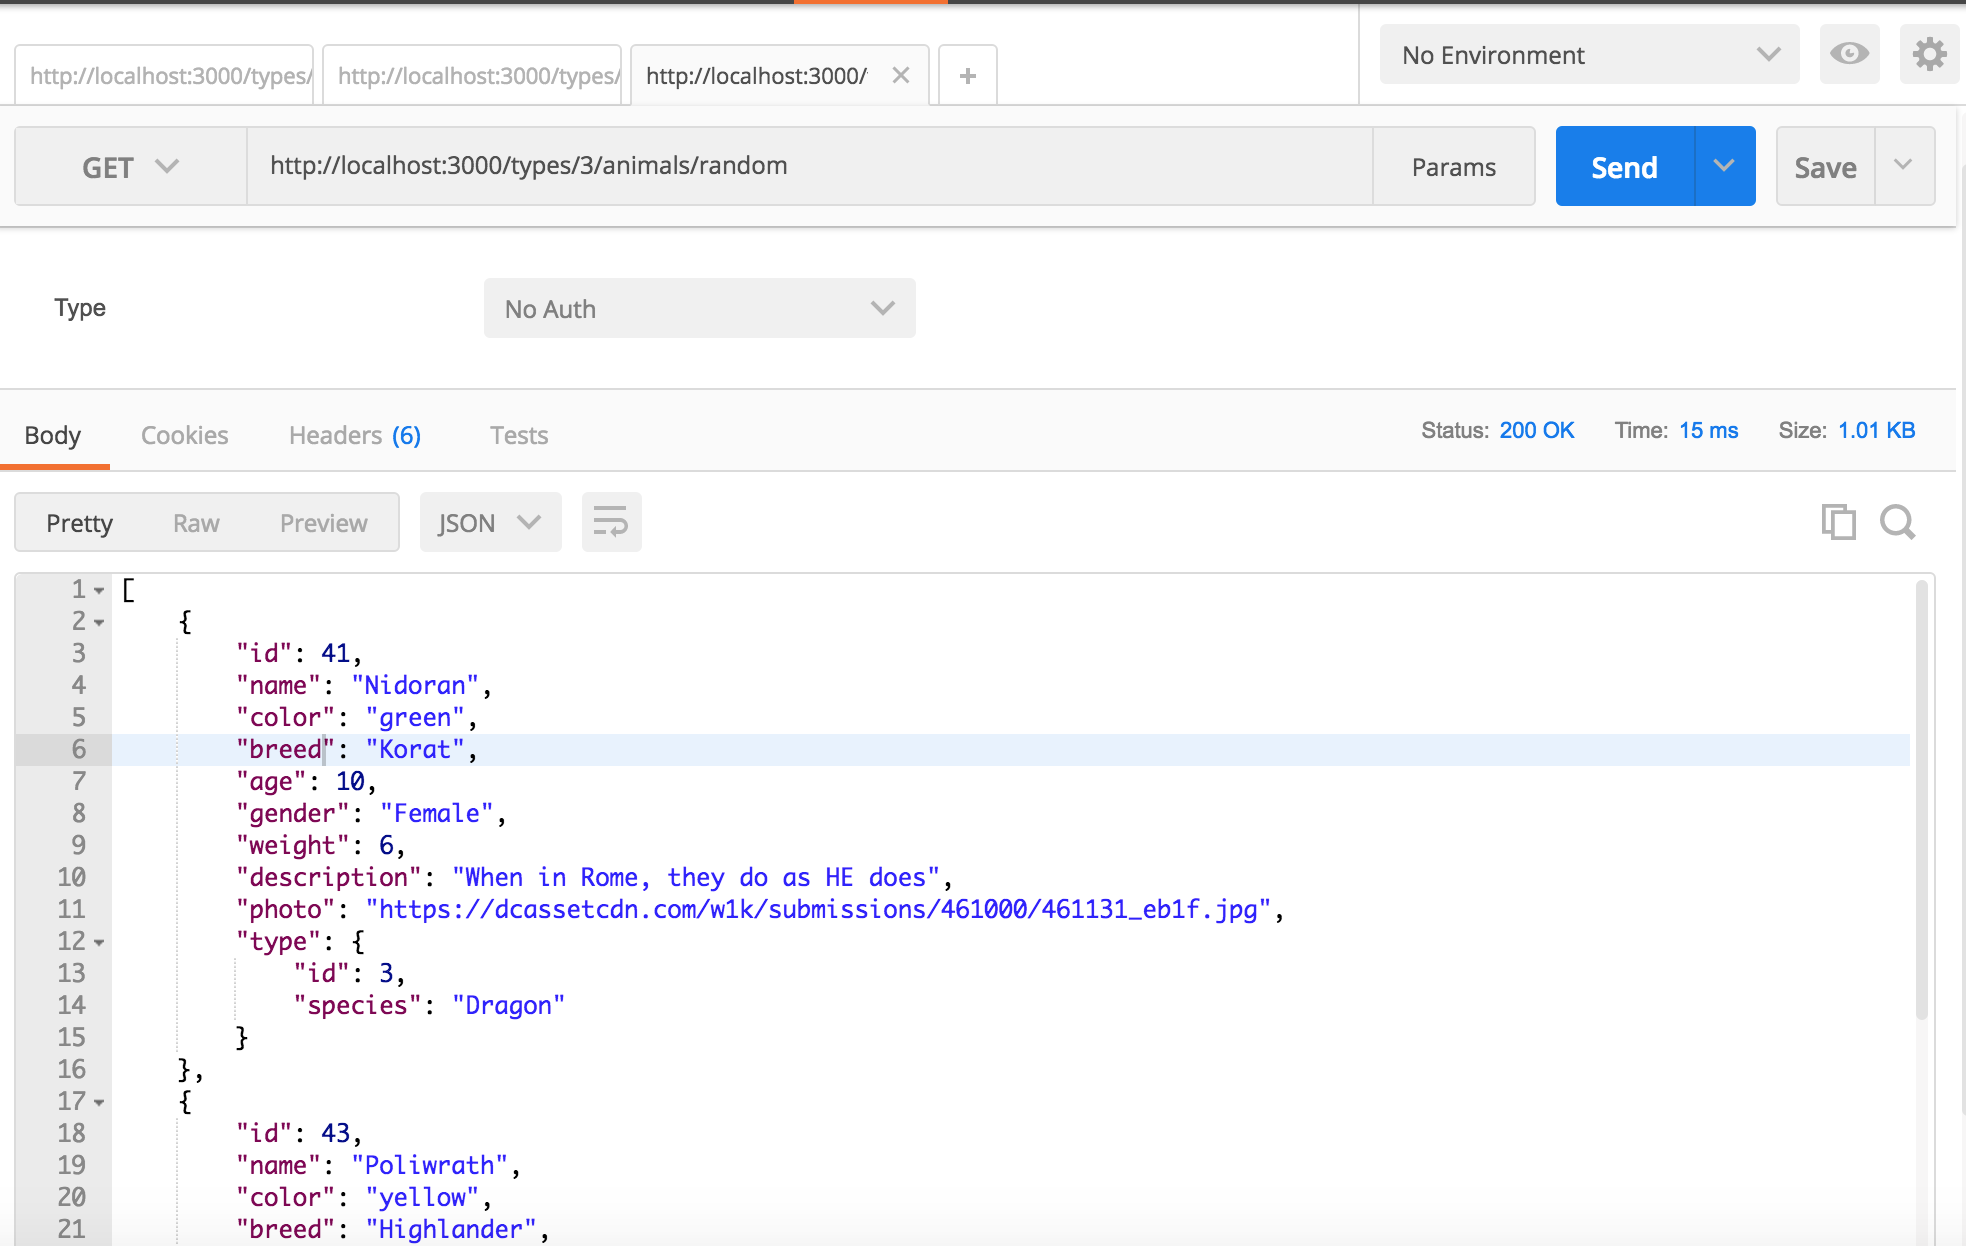 http://localhost:3000/types/ http://localhost:3000/types/ http://localhost:3000/ No Environment
GET http://localhost:3000/types/3/animals/random Params Send Save
Type No Auth
Body Cookies Headers (6) Tests Status: 200 OK Time: 15 ms Size: 1.01 KB
Pretty Raw Preview JSON
1 [
2 {
3 "id": 41,
4 "name": "Nidoran",
5 "color": "green",
6 "breed": "Korat",
7 "age": 10,
8 "gender": "Female",
9 "weight": 6,
10 "description": "When in Rome, they do as HE does",
11 "photo": "https://dcassetcdn.com/w1k/submissions/461000/461131_eb1f.jpg",
12 "type": {
13 "id": 3,
14 "species": "Dragon"
15 }
16 },
17 {
18 "id": 43,
19 "name": "Poliwrath",
20 "color": "yellow",
21 "breed": "Highlander",